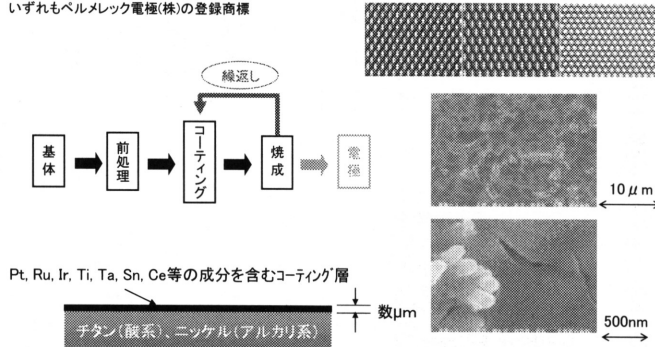 いずれもペルメレック電極(株)の登録商標
繰返し
基体
前処理
コーティング
焼成
電極
10μm
Pt, Ru, Ir, Ti, Ta, Sn, Ce等の成分を含むコーティング層
数μm
チタン(酸系)、ニッケル(アルカリ系)
500nm